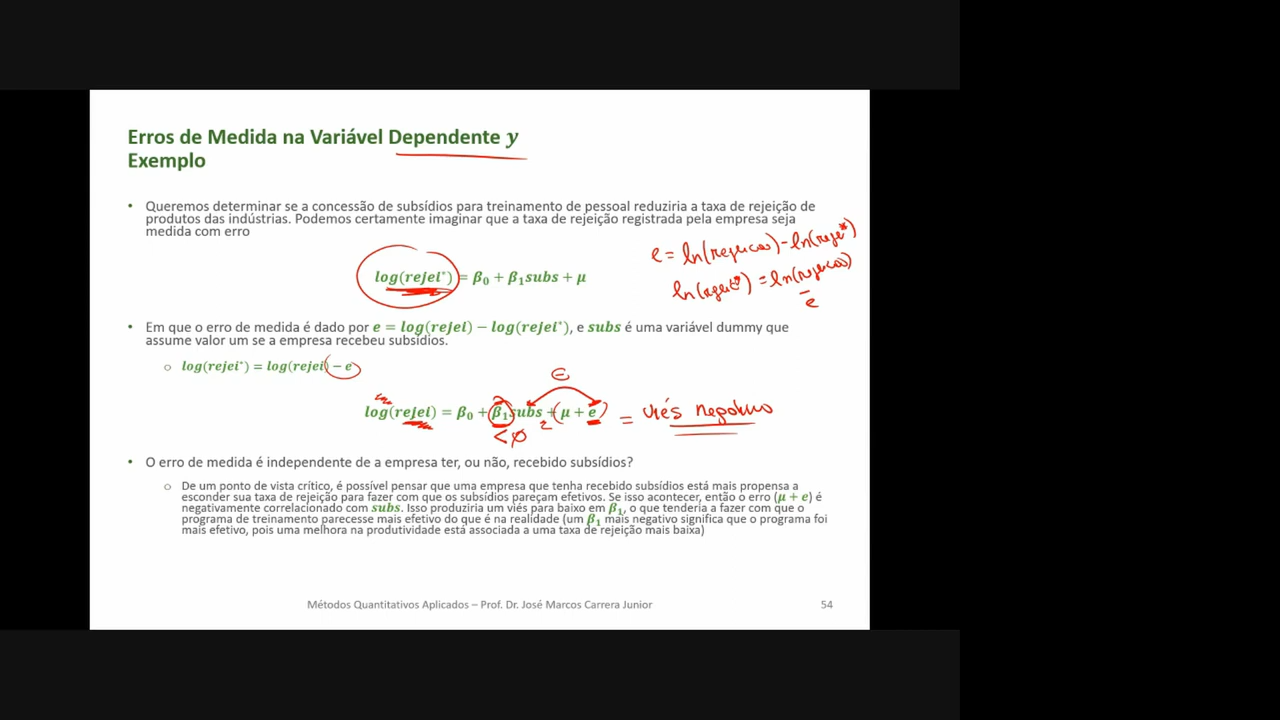 Erros de Medida na Variável Dependente y
Exemplo
• Queremos determinar se a concessão de subsídios para treinamento de pessoal reduziria a taxa de rejeição de
produtos das indústrias. Podemos certamente imaginar que a taxa de rejeição registrada pela empresa seja
medida com erro
e = ln(rejeicao) - ln(rejei*)
log(rejei*) = β0 + β1subs + μ
ln(rejei*) = ln(rejeicao)
- e
• Em que o erro de medida é dado por e = log(rejei) − log(rejei*), e subs é uma variável dummy que
assume valor um se a empresa recebeu subsídios.
○ log(rejei*) = log(rejei) − e
log(rejei) = β0 + β1subs + (μ + e) = viés negativo
< 0
• O erro de medida é independente de a empresa ter, ou não, recebido subsídios?
○ De um ponto de vista crítico, é possível pensar que uma empresa que tenha recebido subsídios está mais propensa a
esconder sua taxa de rejeição para fazer com que os subsídios pareçam efetivos. Se isso acontecer, então o erro (μ + e) é
negativamente correlacionado com subs. Isso produziria um viés para baixo em β1, o que tenderia a fazer com que o
programa de treinamento parecesse mais efetivo do que é na realidade (um β1 mais negativo significa que o programa foi
mais efetivo, pois uma melhora na produtividade está associada a uma taxa de rejeição mais baixa)
Métodos Quantitativos Aplicados – Prof. Dr. José Marcos Carrera Junior
54